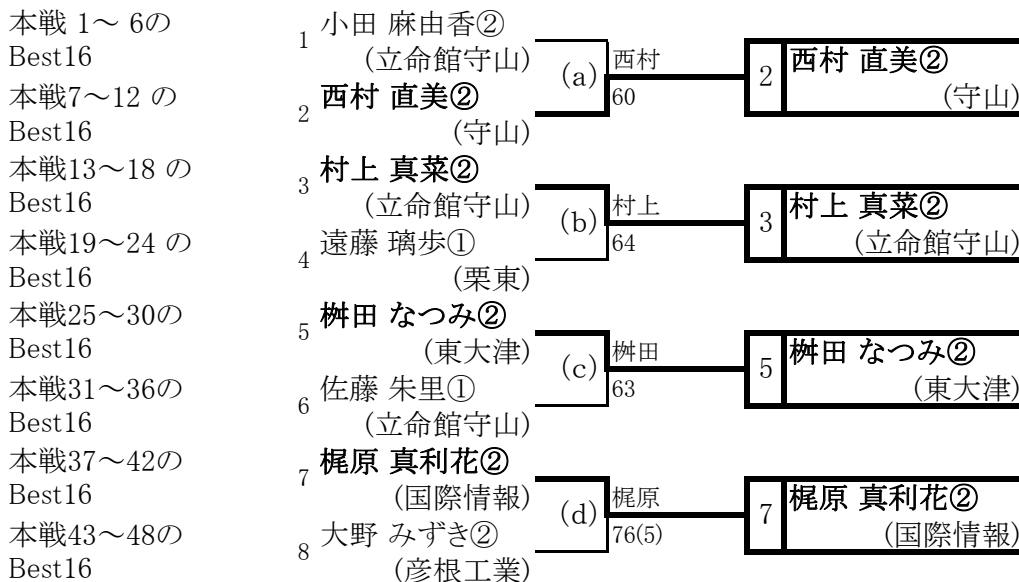 本戦 1～ 6の
Best16
本戦7～12 の
Best16
本戦13～18 の
Best16
本戦19～24 の
Best16
本戦25～30の
Best16
本戦31～36の
Best16
本戦37～42の
Best16
本戦43～48の
Best16
1 小田 麻由香②
(立命館守山)
2 西村 直美②
(守山)
3 村上 真菜②
(立命館守山)
4 遠藤 璃歩①
(栗東)
5 桝田 なつみ②
(東大津)
6 佐藤 朱里①
(立命館守山)
7 梶原 真利花②
(国際情報)
8 大野 みずき②
(彦根工業)
(a) 西村
60
(b) 村上
64
(c) 桝田
63
(d) 梶原
76(5)
2 西村 直美②
(守山)
3 村上 真菜②
(立命館守山)
5 桝田 なつみ②
(東大津)
7 梶原 真利花②
(国際情報)